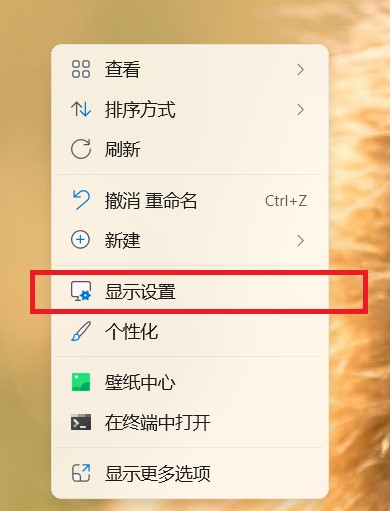 查看
排序方式
刷新
撤消 重命名 Ctrl+Z
新建
显示设置
个性化
壁纸中心
在终端中打开
显示更多选项